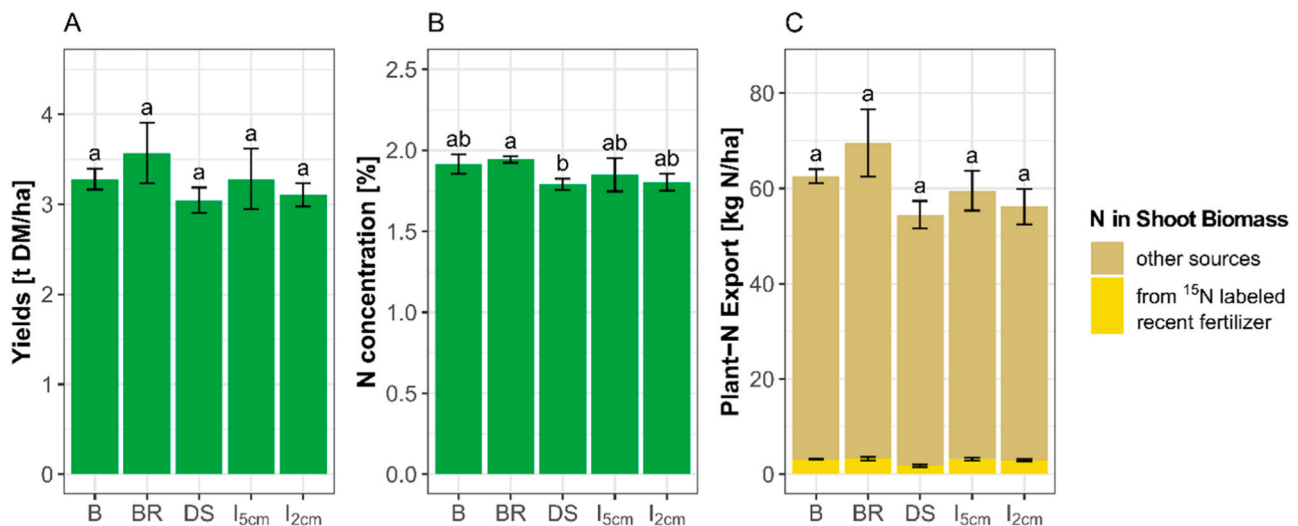 A
Yields [t DM/ha]
4
3
2
1
0
a
a
a
a
a
B
BR
DS
I5cm
I2cm
B
N concentration [%]
2.5
2.0
1.5
1.0
0.5
0.0
ab
a
b
ab
ab
B
BR
DS
I5cm
I2cm
C
Plant−N Export [kg N/ha]
80
60
40
20
0
a
a
a
a
a
B
BR
DS
I5cm
I2cm
N in Shoot Biomass
other sources
from 15N labeled
recent fertilizer